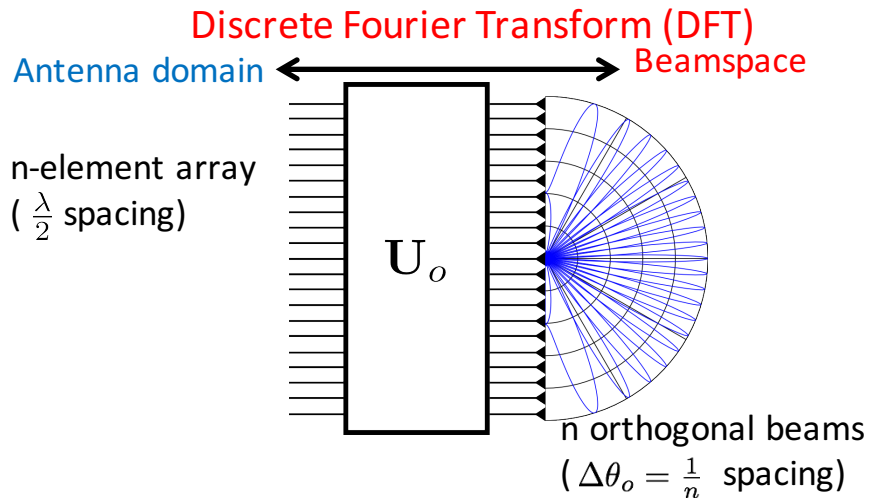 Discrete Fourier Transform (DFT)
Antenna domain
Beamspace
n-element array
( λ/2 spacing)
U_o
n orthogonal beams
( Δθ_o = 1/n spacing)